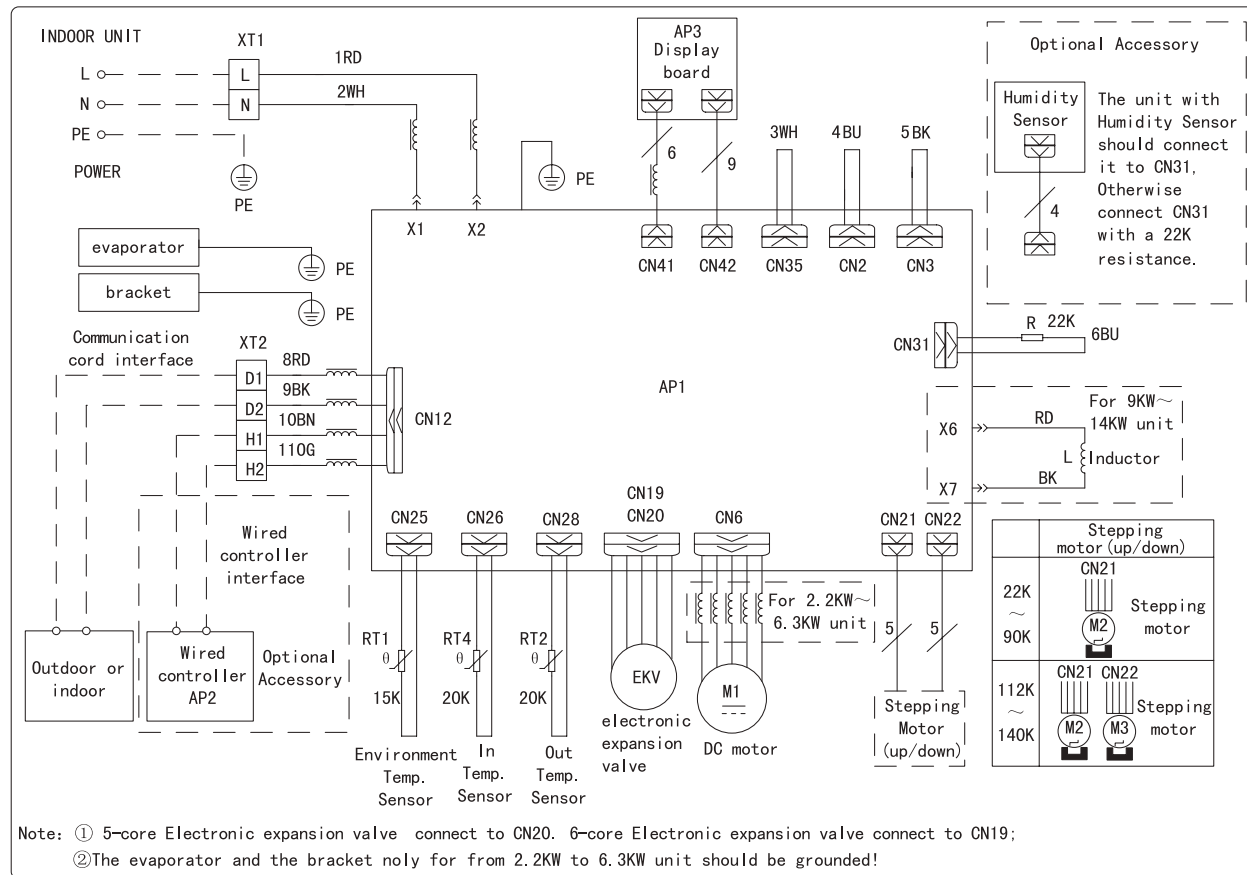 INDOOR UNIT
XT1
L
L
1RD
N
N
2WH
PE
POWER
PE
PE
X1
X2
AP3
Display
board
6
9
3WH
4BU
5BK
CN41
CN42
CN35
CN2
CN3
Optional Accessory
Humidity
Sensor
4
The unit with
Humidity Sensor
should connect
it to CN31,
Otherwise
connect CN31
with a 22K
resistance.
evaporator
PE
bracket
PE
Communication
cord interface
XT2
D1
8RD
D2
9BK
H1
10BN
H2
11OG
CN12
AP1
CN31
R
22K
6BU
For 9KW～
14KW unit
X6
RD
L
Inductor
X7
BK
Wired
controller
interface
Outdoor or
indoor
Wired
controller
AP2
Optional
Accessory
CN25
CN26
CN28
CN19
CN20
CN6
CN21
CN22
RT1
θ
15K
RT4
θ
20K
RT2
θ
20K
EKV
M1
For 2.2KW～
6.3KW unit
5
5
Environment
Temp.
Sensor
In
Temp.
Sensor
Out
Temp.
Sensor
electronic
expansion
valve
DC motor
Stepping
Motor
(up/down)
Stepping
motor(up/down)
22K
～
90K
CN21
M2
Stepping
motor
112K
～
140K
CN21
CN22
M2
M3
Stepping
motor
Note: ① 5-core Electronic expansion valve connect to CN20. 6-core Electronic expansion valve connect to CN19;
②The evaporator and the bracket noly for from 2.2KW to 6.3KW unit should be grounded!